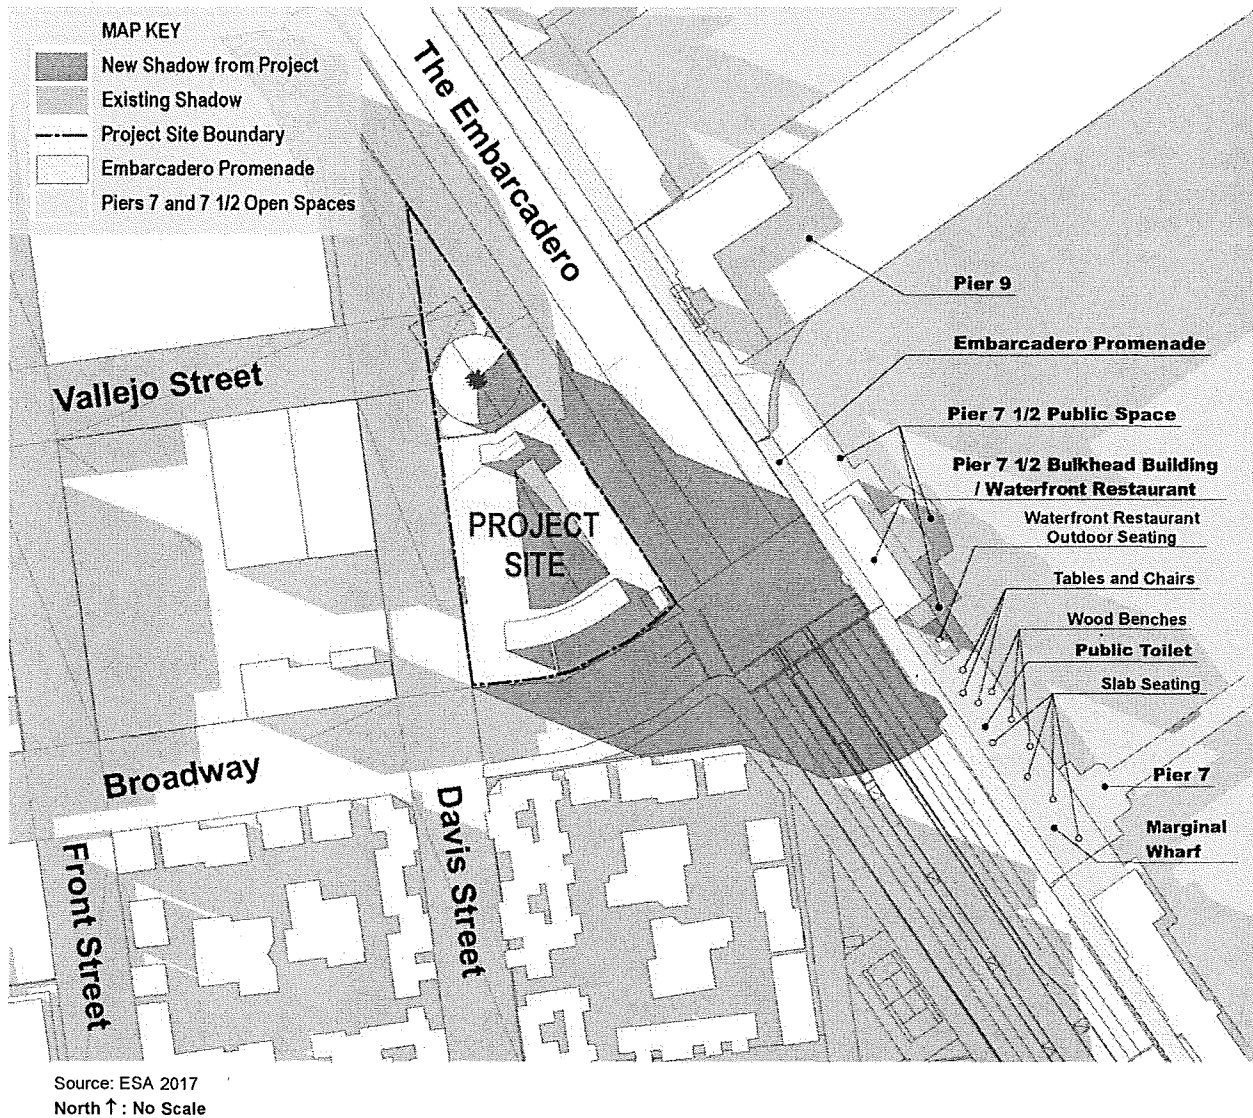 MAP KEY
New Shadow from Project
Existing Shadow
Project Site Boundary
Embarcadero Promenade
Piers 7 and 7 1/2 Open Spaces
The Embarcadero
Pier 9
Embarcadero Promenade
Vallejo Street
Pier 7 1/2 Public Space
Pier 7 1/2 Bulkhead Building
/ Waterfront Restaurant
Waterfront Restaurant
Outdoor Seating
PROJECT
SITE
Tables and Chairs
Wood Benches
Public Toilet
Slab Seating
Broadway
Pier 7
Davis Street
Front Street
Marginal
Wharf
Source: ESA 2017
North ↑ : No Scale